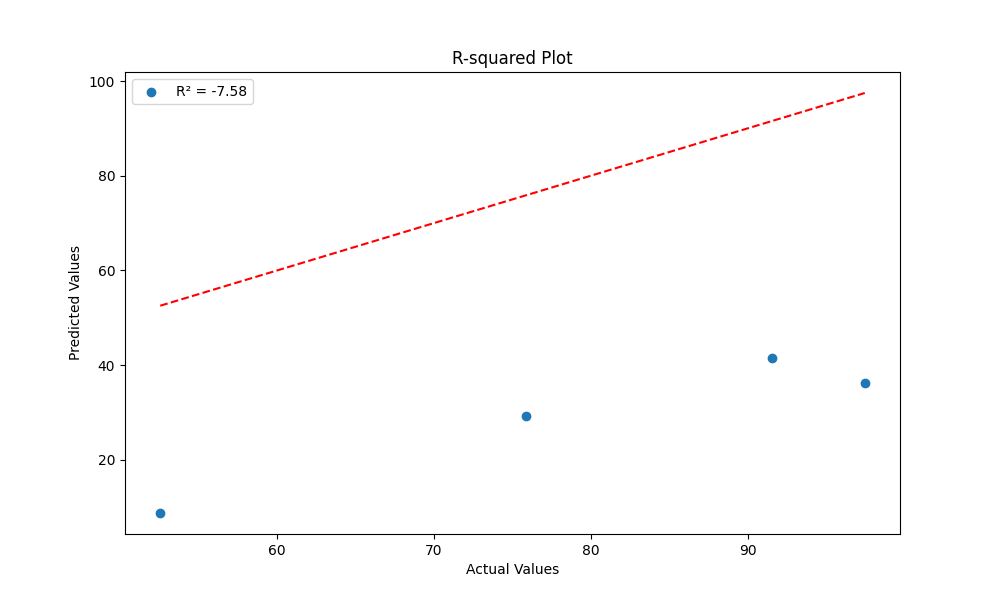 R-squared Plot
R² = -7.58
100
80
60
40
20
Predicted Values
60 70 80 90
Actual Values